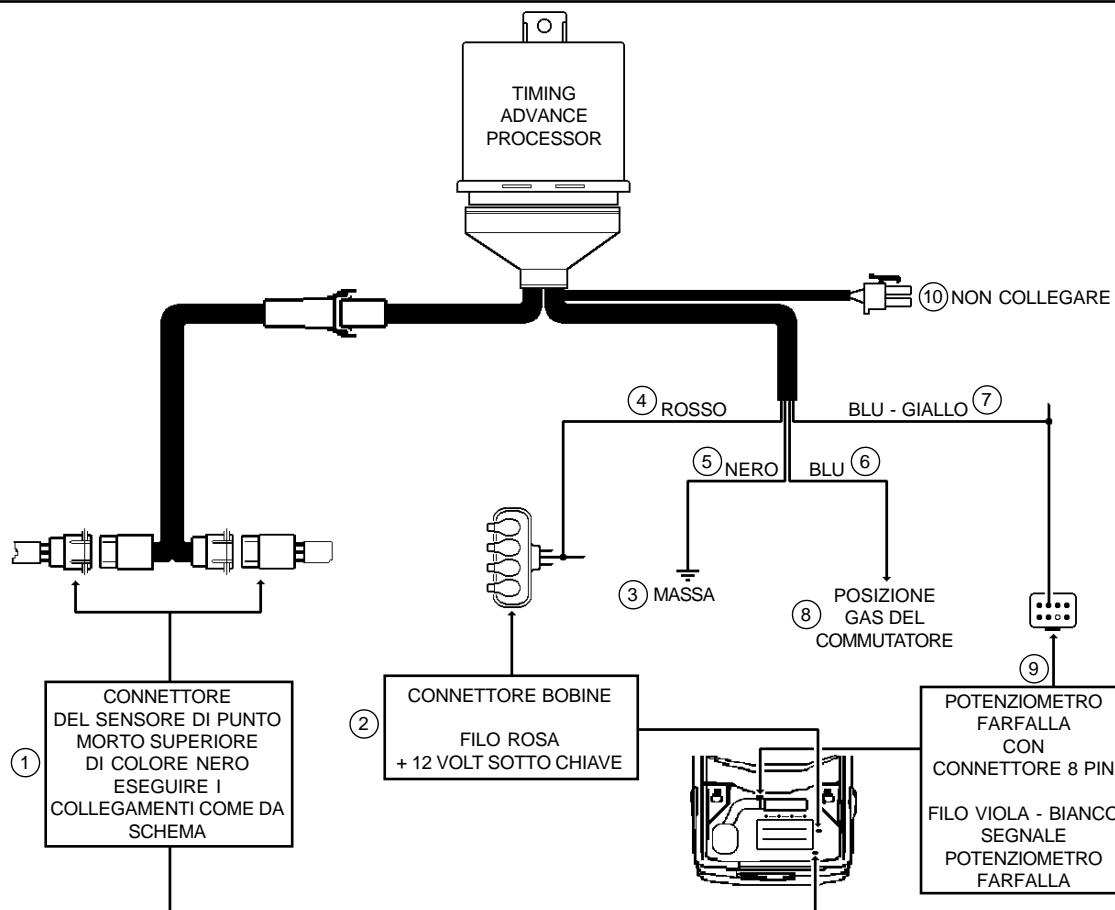 TIMING
ADVANCE
PROCESSOR
10 NON COLLEGARE
4 ROSSO
BLU - GIALLO 7
5 NERO
BLU 6
3 MASSA
8 POSIZIONE
GAS DEL
COMMUTATORE
1
CONNETTORE
DEL SENSORE DI PUNTO
MORTO SUPERIORE
DI COLORE NERO
ESEGUIRE I
COLLEGAMENTI COME DA
SCHEMA
2
CONNETTORE BOBINE
FILO ROSA
+ 12 VOLT SOTTO CHIAVE
9
POTENZIOMETRO
FARFALLA
CON
CONNETTORE 8 PIN
FILO VIOLA - BIANCO
SEGNALE
POTENZIOMETRO
FARFALLA